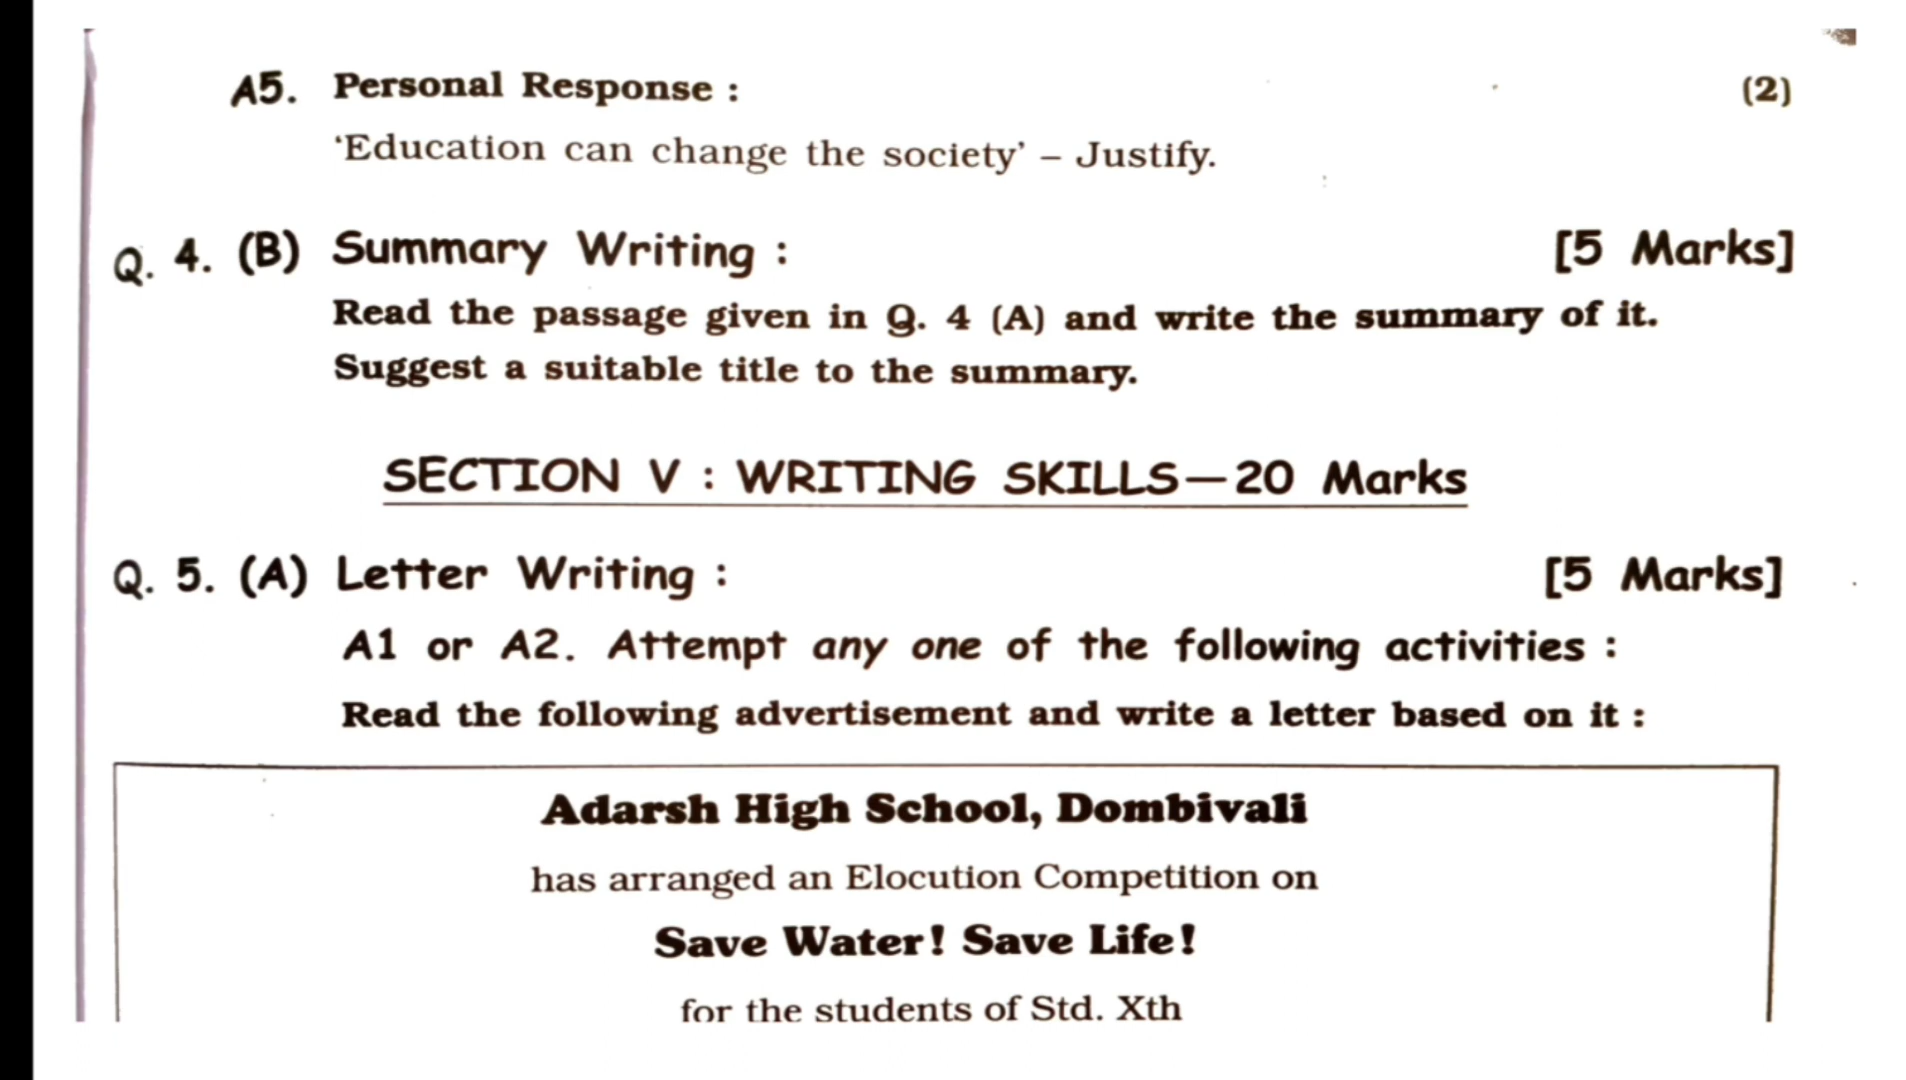 A5. Personal Response : (2)
‘Education can change the society’ – Justify.
Q. 4. (B) Summary Writing : [5 Marks]
Read the passage given in Q. 4 (A) and write the summary of it.
Suggest a suitable title to the summary.
SECTION V : WRITING SKILLS—20 Marks
Q. 5. (A) Letter Writing : [5 Marks]
A1 or A2. Attempt any one of the following activities :
Read the following advertisement and write a letter based on it :
Adarsh High School, Dombivali
has arranged an Elocution Competition on
Save Water! Save Life!
for the students of Std. Xth